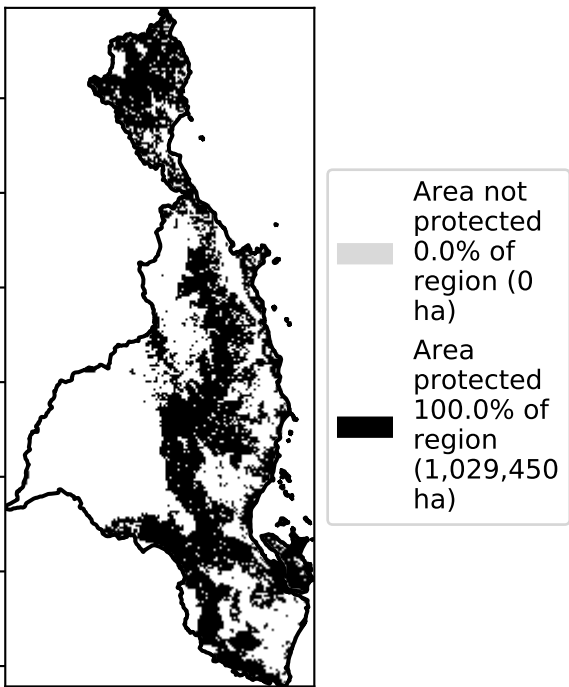 Area not
protected
0.0% of
region (0
ha)
Area
protected
100.0% of
region
(1,029,450
ha)